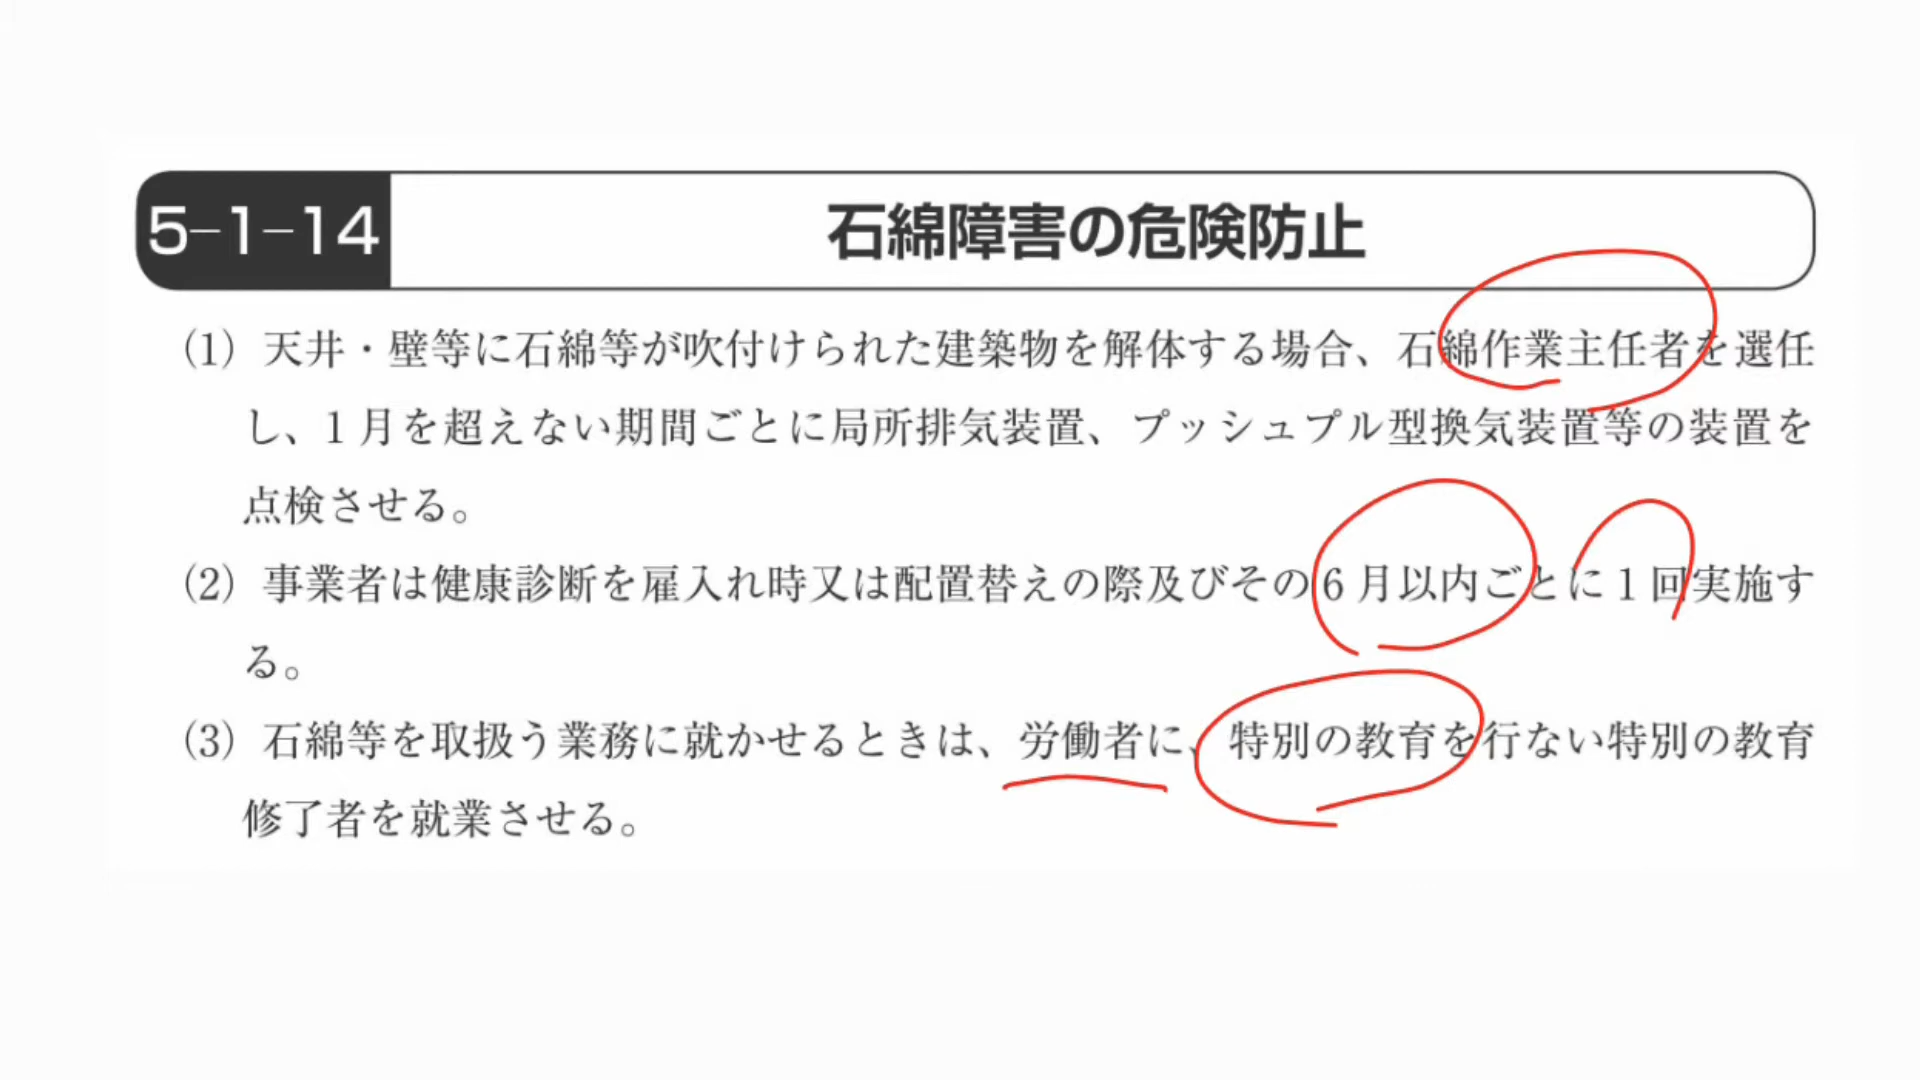 5-1-14 石綿障害の危険防止
(1) 天井・壁等に石綿等が吹付けられた建築物を解体する場合、石綿作業主任者を選任
し、1月を超えない期間ごとに局所排気装置、プッシュプル型換気装置等の装置を
点検させる。
(2) 事業者は健康診断を雇入れ時又は配置替えの際及びその6月以内ごとに1回実施す
る。
(3) 石綿等を取扱う業務に就かせるときは、労働者に、特別の教育を行ない特別の教育
修了者を就業させる。